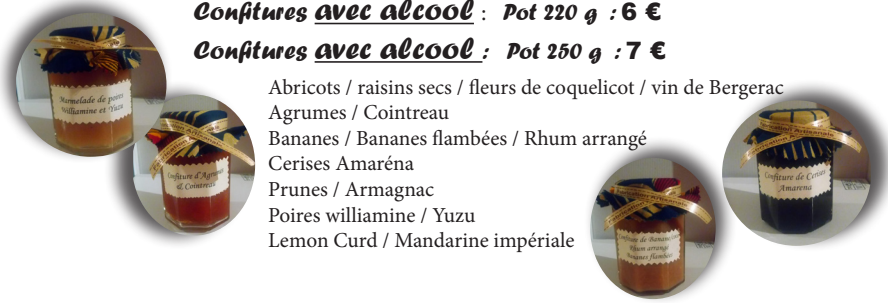 Confitures avec alcool : Pot 220 g : 6 €
Confitures avec alcool : Pot 250 g : 7 €
Abricots / raisins secs / fleurs de coquelicot / vin de Bergerac
Agrumes / Cointreau
Bananes / Bananes flambées / Rhum arrangé
Cerises Amaréna
Prunes / Armagnac
Poires williamine / Yuzu
Lemon Curd / Mandarine impériale
Marmelade de poires
Williamine et Yuzu
Confiture d'Agrumes
& Cointreau
Fabrication Artisanale
Confiture de Cerises
Amarena
Confiture de Bananes
Rhum arrangé
Bananes flambées